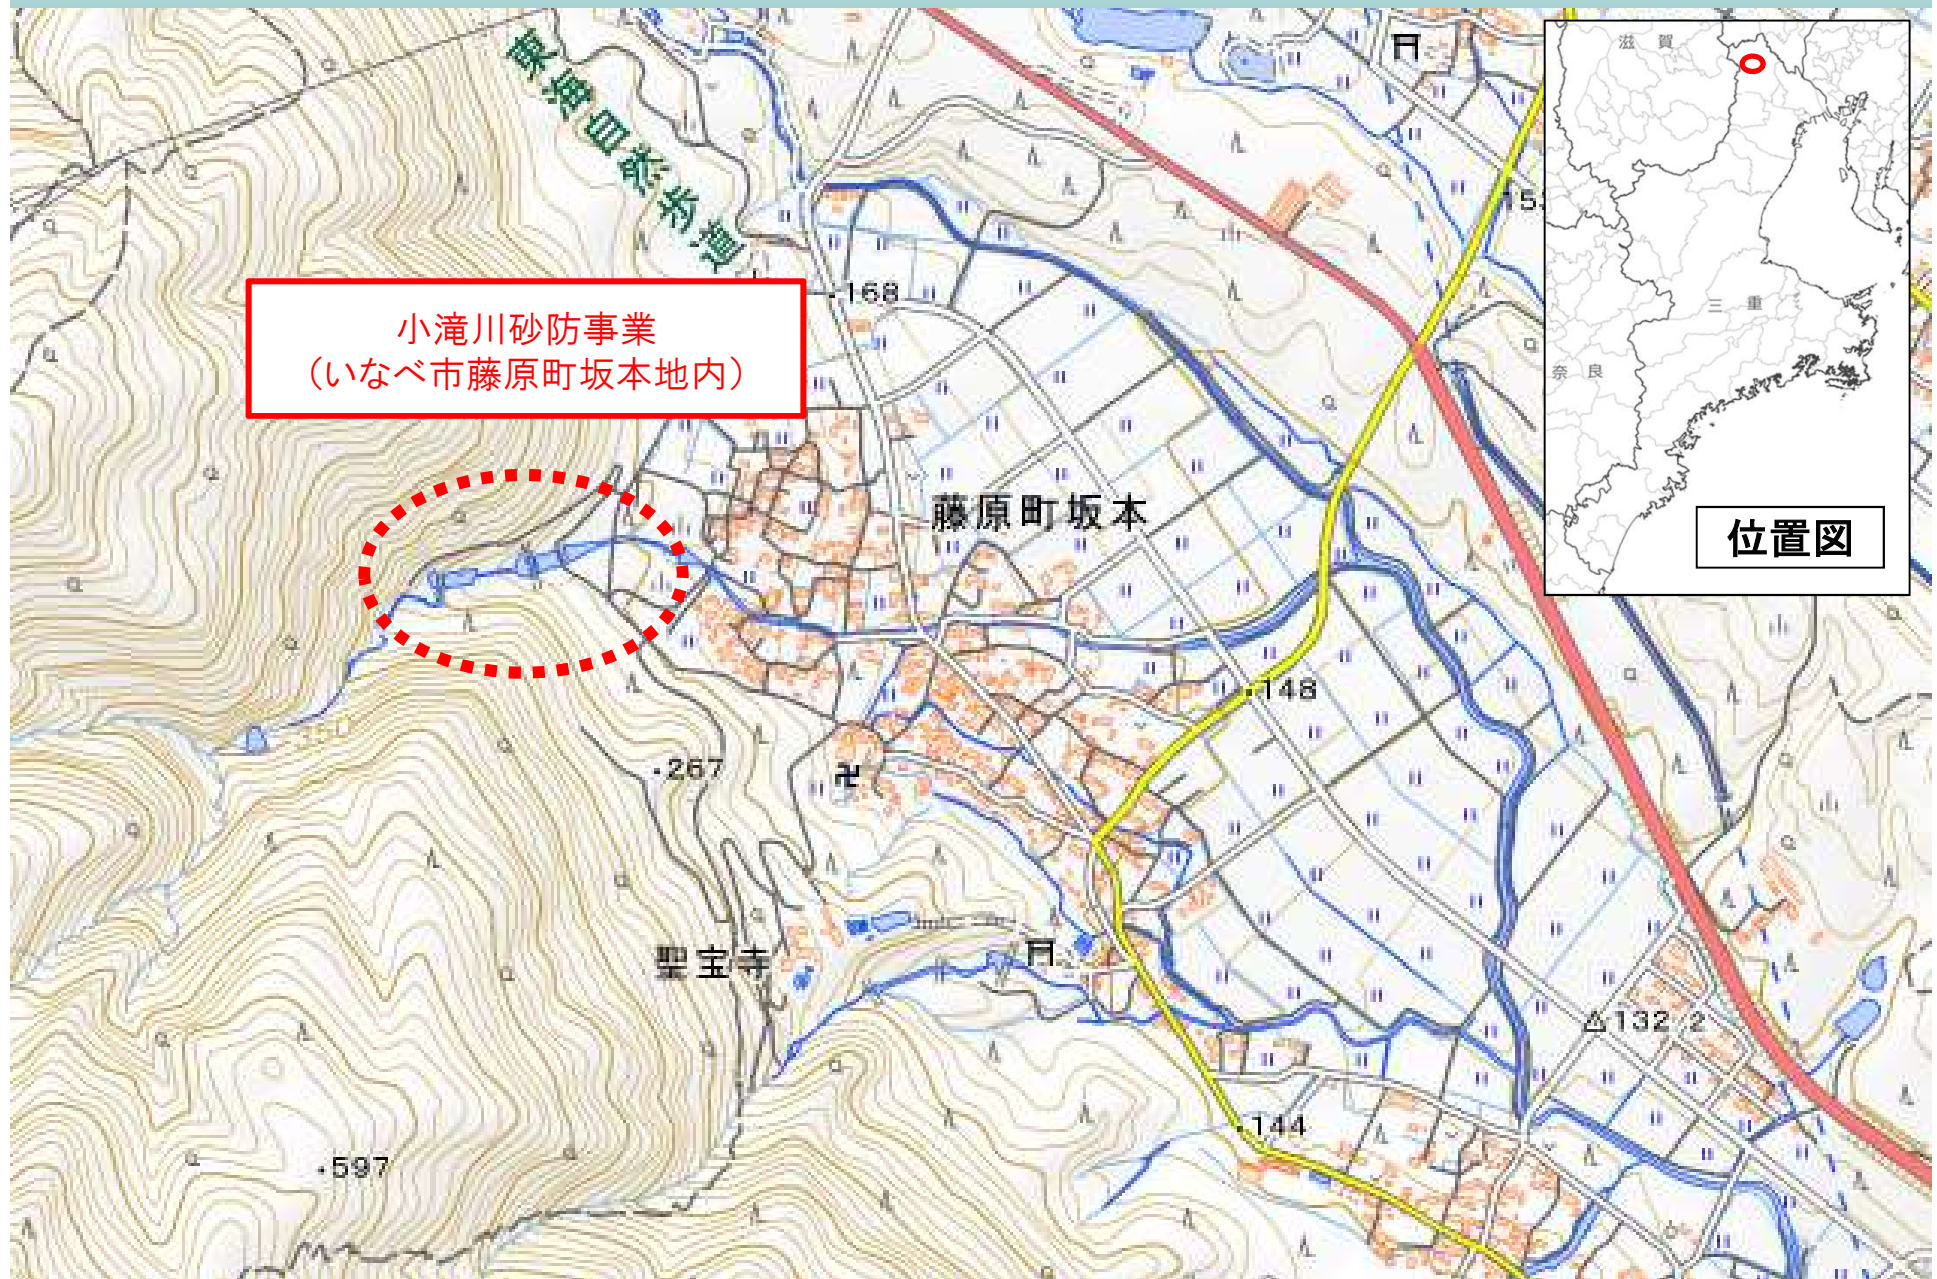 東海自然歩道
滋賀
153
168
小滝川砂防事業
（いなべ市藤原町坂本地内）
三重
奈良
藤原町坂本
位置図
148
350
267
聖宝寺
132.2
144
597